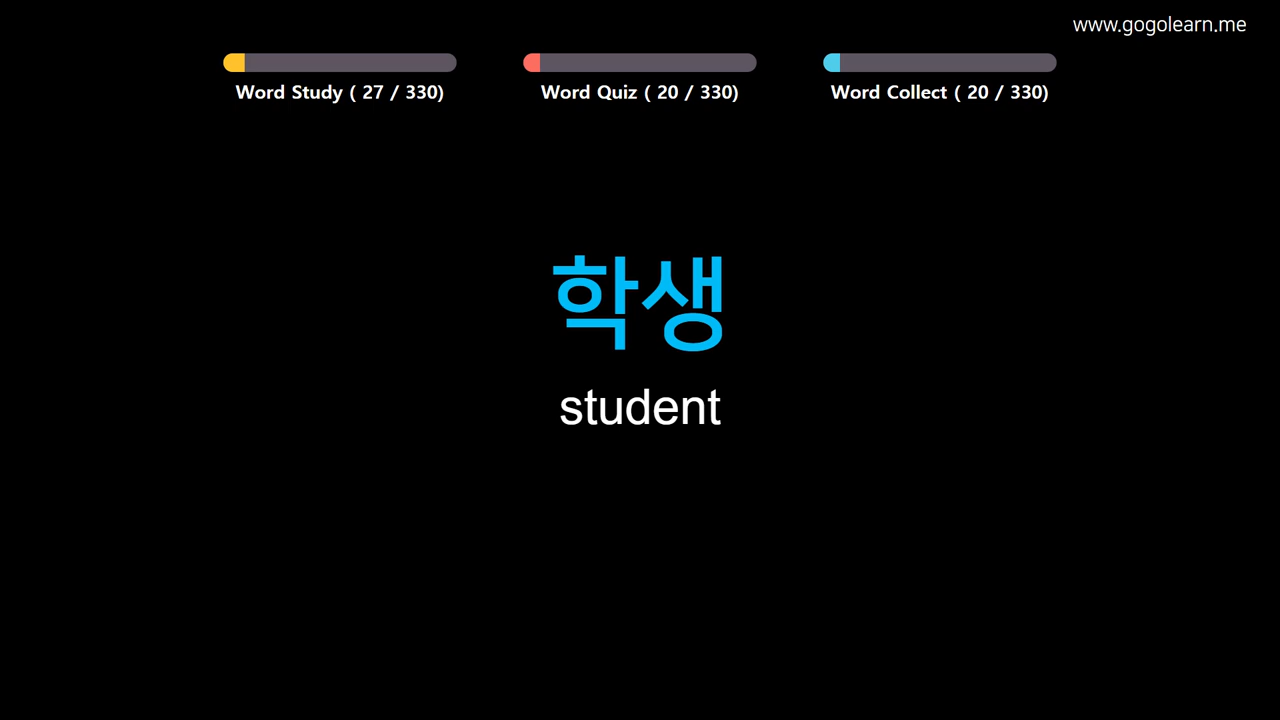 www.gogolearn.me
Word Study ( 27 / 330)
Word Quiz ( 20 / 330)
Word Collect ( 20 / 330)
학생
student